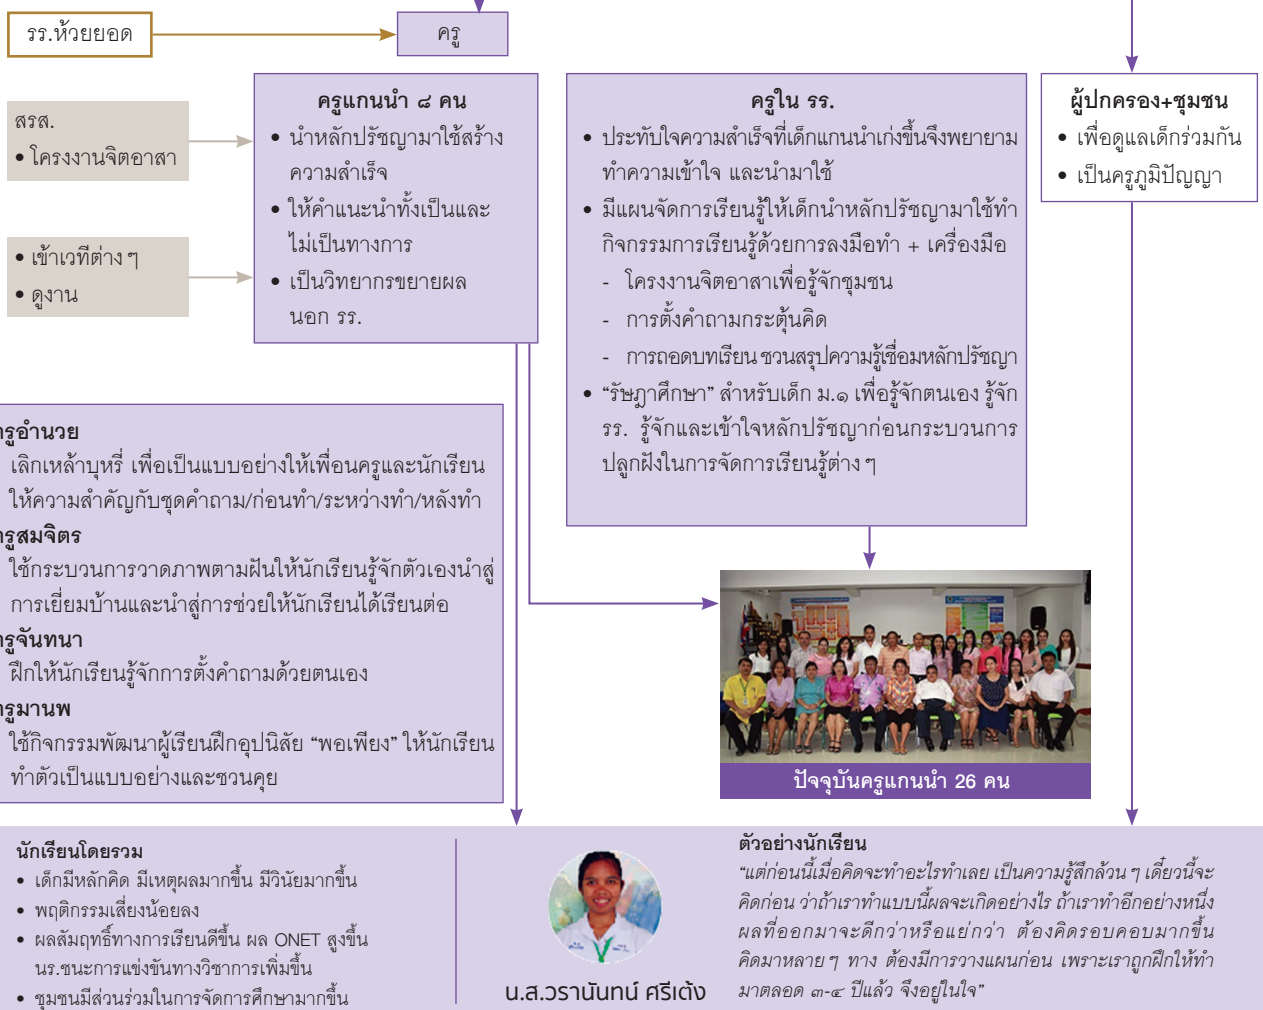 รร.ห้วยยอด
ครู
สรส.
• โครงงานจิตอาสา
• เข้าเวทีต่าง ๆ
• ดูงาน
ครูแกนนำ ๘ คน
• นำหลักปรัชญามาใช้สร้าง
ความสำเร็จ
• ให้คำแนะนำทั้งเป็นและ
ไม่เป็นทางการ
• เป็นวิทยากรขยายผล
นอก รร.
ครูใน รร.
• ประทับใจความสำเร็จที่เด็กแกนนำเก่งขึ้นจึงพยายาม
ทำความเข้าใจ และนำมาใช้
• มีแผนจัดการเรียนรู้ให้เด็กนำหลักปรัชญามาใช้ทำ
กิจกรรมการเรียนรู้ด้วยการลงมือทำ + เครื่องมือ
- โครงงานจิตอาสาเพื่อรู้จักชุมชน
- การตั้งคำถามกระตุ้นคิด
- การถอดบทเรียน ชวนสรุปความรู้เชื่อมหลักปรัชญา
• “รัษฎาศึกษา” สำหรับเด็ก ม.๑ เพื่อรู้จักตนเอง รู้จัก
รร. รู้จักและเข้าใจหลักปรัชญาก่อนกระบวนการ
ปลูกฝังในการจัดการเรียนรู้ต่าง ๆ
ผู้ปกครอง+ชุมชน
• เพื่อดูแลเด็กร่วมกัน
• เป็นครูภูมิปัญญา
ครูอำนวย
เลิกเหล้าบุหรี่ เพื่อเป็นแบบอย่างให้เพื่อนครูและนักเรียน
ให้ความสำคัญกับชุดคำถาม/ก่อนทำ/ระหว่างทำ/หลังทำ
ครูสมจิตร
ใช้กระบวนการวาดภาพตามฝันให้นักเรียนรู้จักตัวเองนำสู่
การเยี่ยมบ้านและนำสู่การช่วยให้นักเรียนได้เรียนต่อ
ครูจันทนา
ฝึกให้นักเรียนรู้จักการตั้งคำถามด้วยตนเอง
ครูมานพ
ใช้กิจกรรมพัฒนาผู้เรียนฝึกอุปนิสัย “พอเพียง” ให้นักเรียน
ทำตัวเป็นแบบอย่างและชวนคุย
ปัจจุบันครูแกนนำ 26 คน
นักเรียนโดยรวม
• เด็กมีหลักคิด มีเหตุผลมากขึ้น มีวินัยมากขึ้น
• พฤติกรรมเสี่ยงน้อยลง
• ผลสัมฤทธิ์ทางการเรียนดีขึ้น ผล ONET สูงขึ้น
นร.ชนะการแข่งขันทางวิชาการเพิ่มขึ้น
• ชุมชนมีส่วนร่วมในการจัดการศึกษามากขึ้น
น.ส.วรานันทน์ ศรีเต้ง
ตัวอย่างนักเรียน
“แต่ก่อนนี้เมื่อคิดจะทำอะไรทำเลย เป็นความรู้สึกล้วน ๆ เดี๋ยวนี้จะ
คิดก่อน ว่าถ้าเราทำแบบนี้ผลจะเกิดอย่างไร ถ้าเราทำอีกอย่างหนึ่ง
ผลที่ออกมาจะดีกว่าหรือแย่กว่า ต้องคิดรอบคอบมากขึ้น
คิดมาหลาย ๆ ทาง ต้องมีการวางแผนก่อน เพราะเราถูกฝึกให้ทำ
มาตลอด ๓-๔ ปีแล้ว จึงอยู่ในใจ”